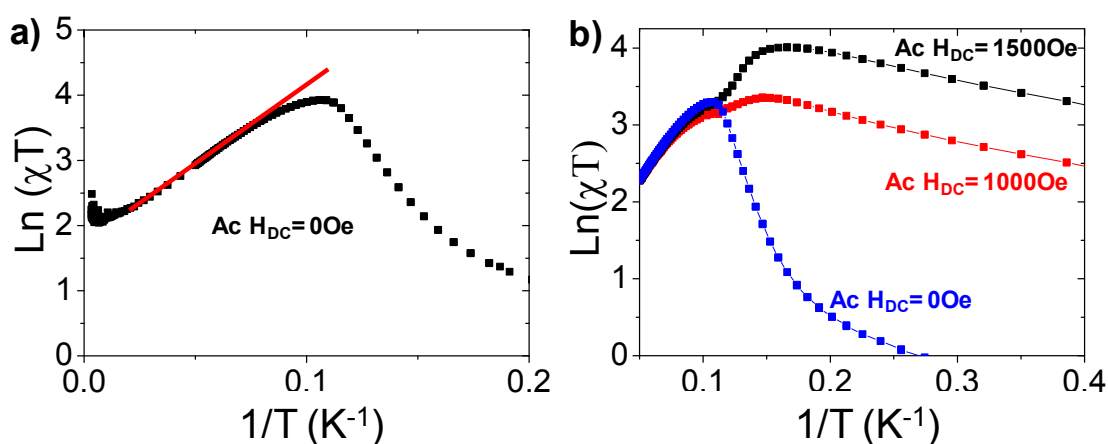 a)
5
4
3
2
1
0
Ln (χT)
Ac H_DC=0Oe
0.0
0.1
0.2
1/T (K⁻¹)
b)
4
3
2
1
0
Ln(χT)
Ac H_DC=1500Oe
Ac H_DC=1000Oe
Ac H_DC=0Oe
0.1
0.2
0.3
0.4
1/T (K⁻¹)